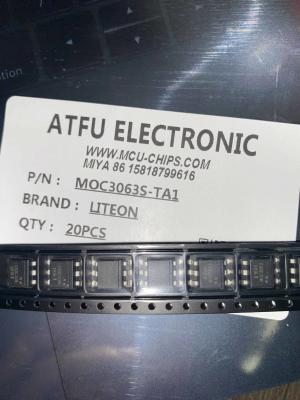 ATFU ELECTRONIC
WWW.MCU-CHIPS.COM
MIYA 86 15818799616
P/N : MOC3063S-TA1
BRAND : LITEON
QTY : 20PCS